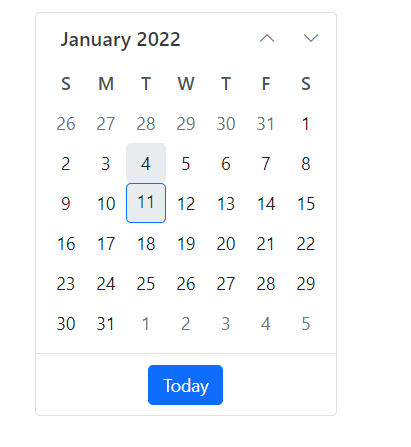 January 2022
S M T W T F S
26 27 28 29 30 31 1
2 3 4 5 6 7 8
9 10 11 12 13 14 15
16 17 18 19 20 21 22
23 24 25 26 27 28 29
30 31 1 2 3 4 5
Today